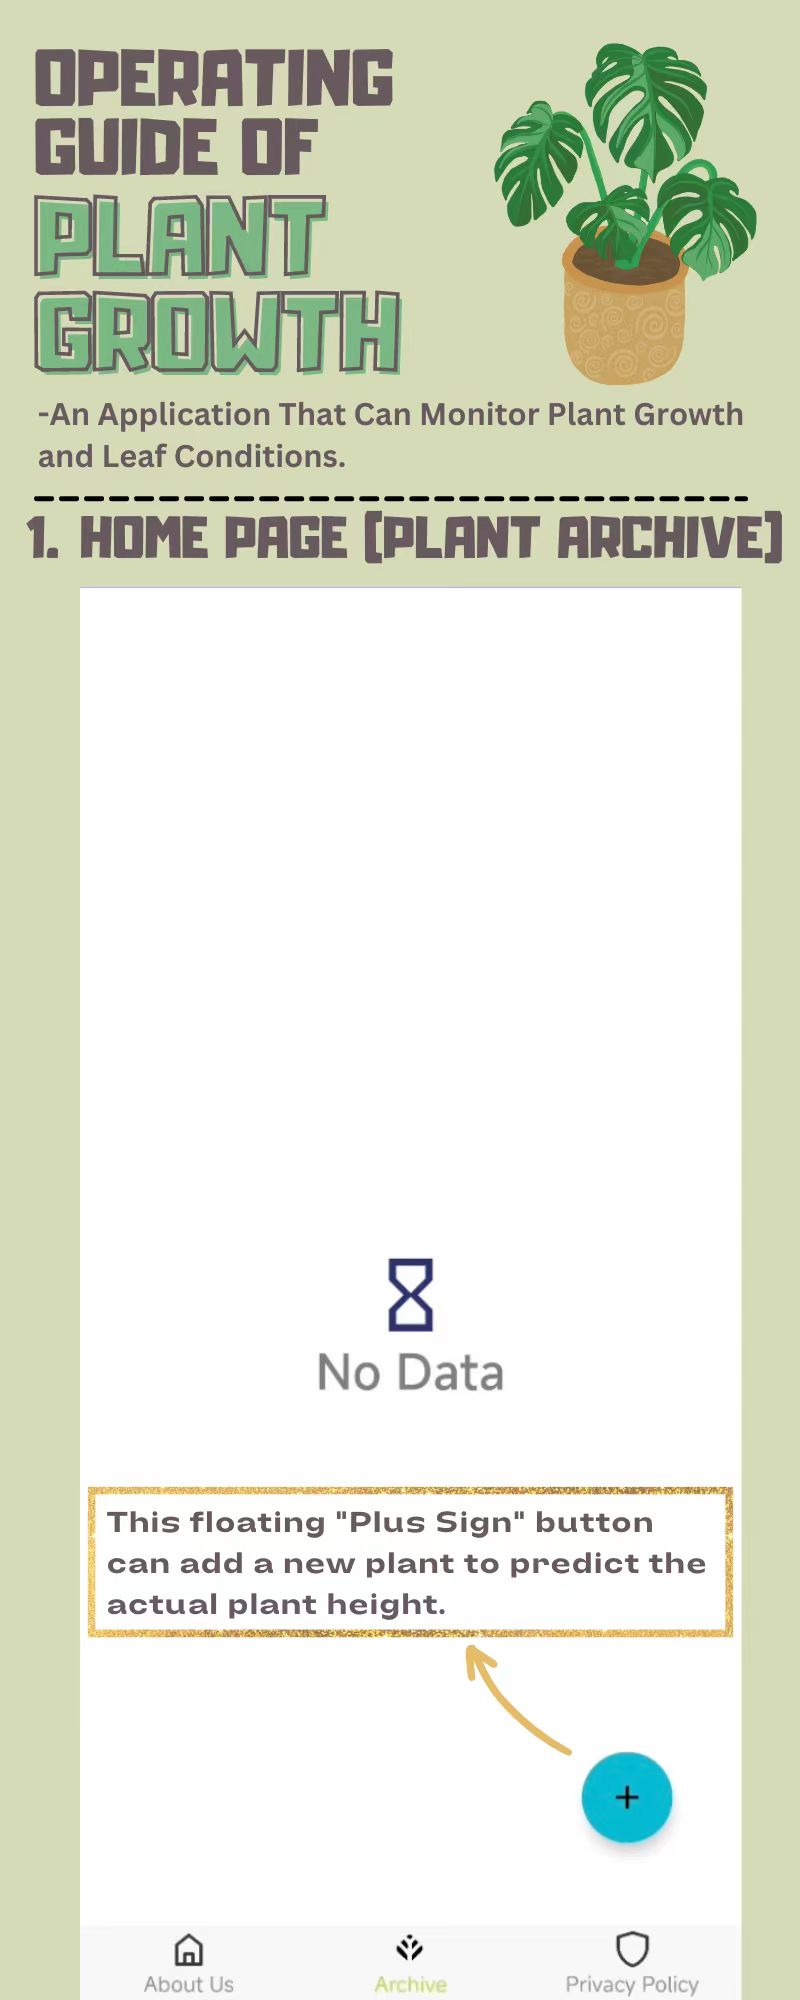 OPERATING
GUIDE OF
PLANT
GROWTH
-An Application That Can Monitor Plant Growth
and Leaf Conditions.
1. HOME PAGE (PLANT ARCHIVE)
No Data
This floating "Plus Sign" button
can add a new plant to predict the
actual plant height.
+
About Us
Archive
Privacy Policy